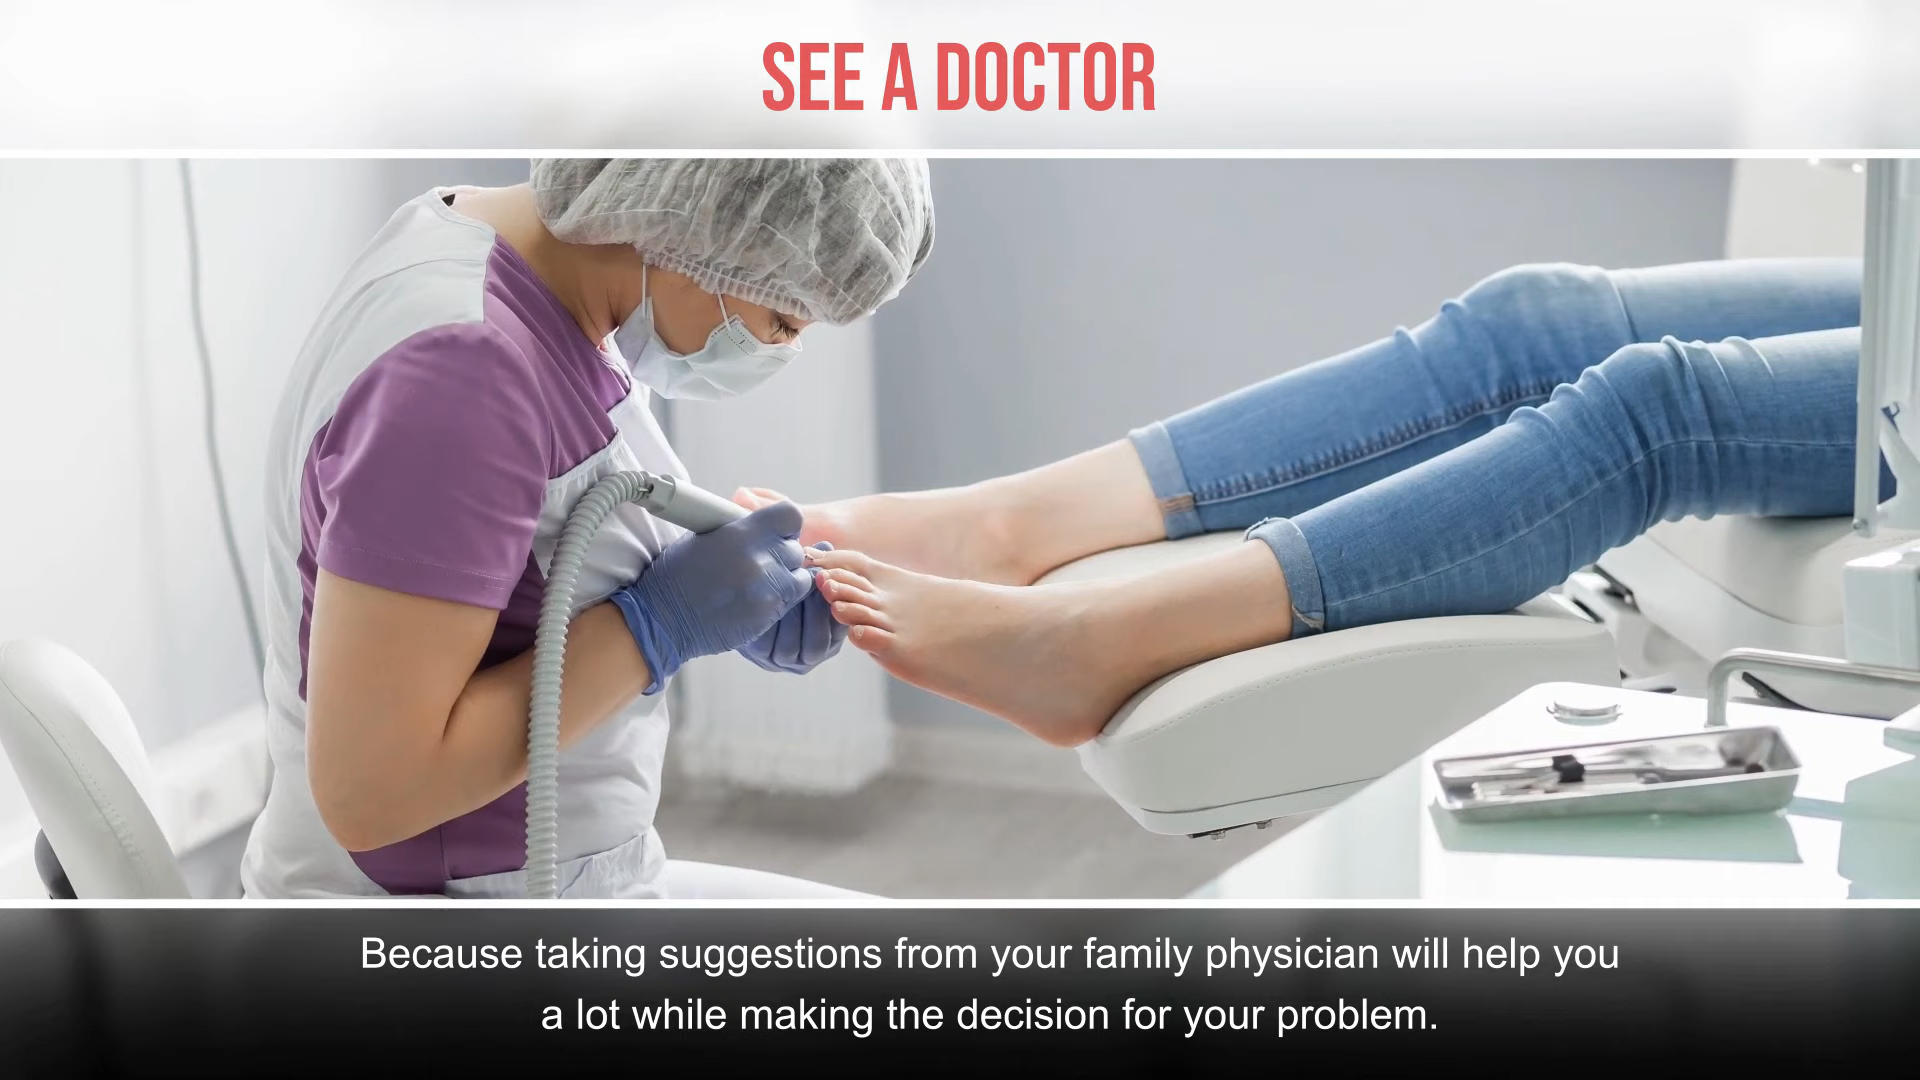 SEE A DOCTOR
Because taking suggestions from your family physician will help you
a lot while making the decision for your problem.